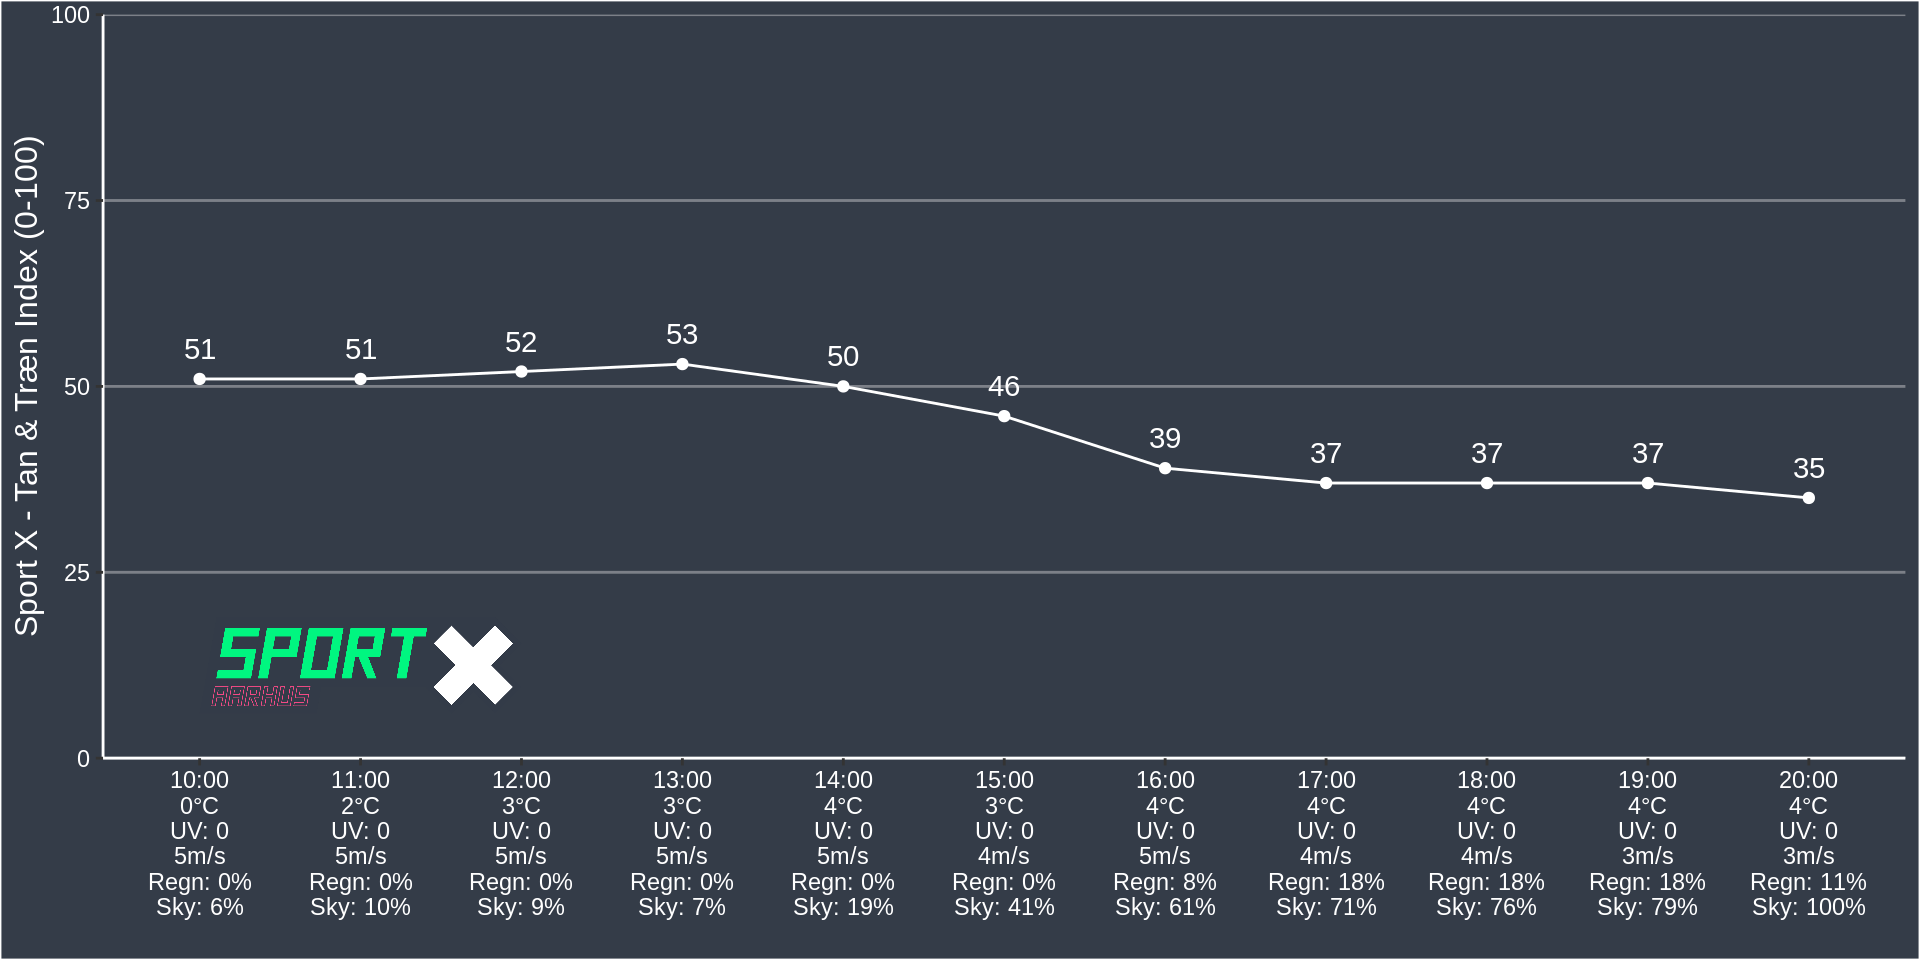 Sport X - Tan & Træn Index (0-100)
100
75
50
25
0
51
51
52
53
50
46
39
37
37
37
35
SPORT X
AARHUS
10:00 11:00 12:00 13:00 14:00 15:00 16:00 17:00 18:00 19:00 20:00
0°C 2°C 3°C 3°C 4°C 3°C 4°C 4°C 4°C 4°C 4°C
UV: 0 UV: 0 UV: 0 UV: 0 UV: 0 UV: 0 UV: 0 UV: 0 UV: 0 UV: 0 UV: 0
5m/s 5m/s 5m/s 5m/s 5m/s 4m/s 5m/s 4m/s 4m/s 3m/s 3m/s
Regn: 0% Regn: 0% Regn: 0% Regn: 0% Regn: 0% Regn: 0% Regn: 8% Regn: 18% Regn: 18% Regn: 18% Regn: 11%
Sky: 6% Sky: 10% Sky: 9% Sky: 7% Sky: 19% Sky: 41% Sky: 61% Sky: 71% Sky: 76% Sky: 79% Sky: 100%